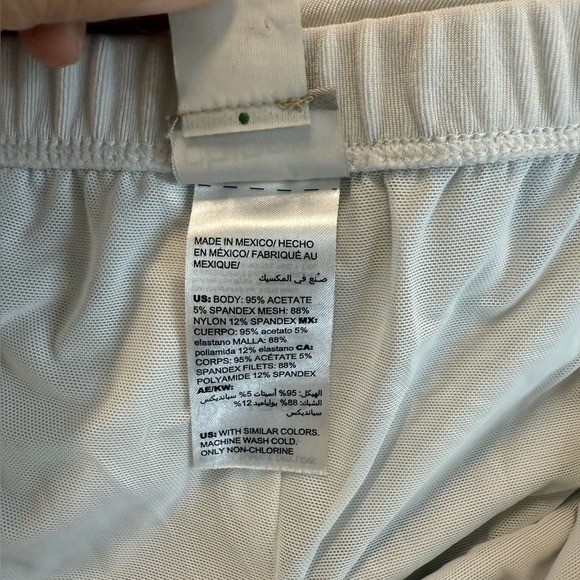 MADE IN MEXICO/ HECHO
EN MÉXICO/ FABRIQUÉ AU
MEXIQUE/
صُنع في المكسيك
US: BODY: 95% ACETATE
5% SPANDEX MESH: 88%
NYLON 12% SPANDEX MX:
CUERPO: 95% acetato 5%
elastano MALLA: 88%
poliamida 12% elastano CA:
CORPS: 95% ACÉTATE 5%
SPANDEX FILETS: 88%
POLYAMIDE 12% SPANDEX
AE/KW:
الهيكل: 95% أسيتات 5% سبانديكس
الشبك: 88% بولياميد 12%
سبانديكس
US: WITH SIMILAR COLORS.
MACHINE WASH COLD.
ONLY NON-CHLORINE